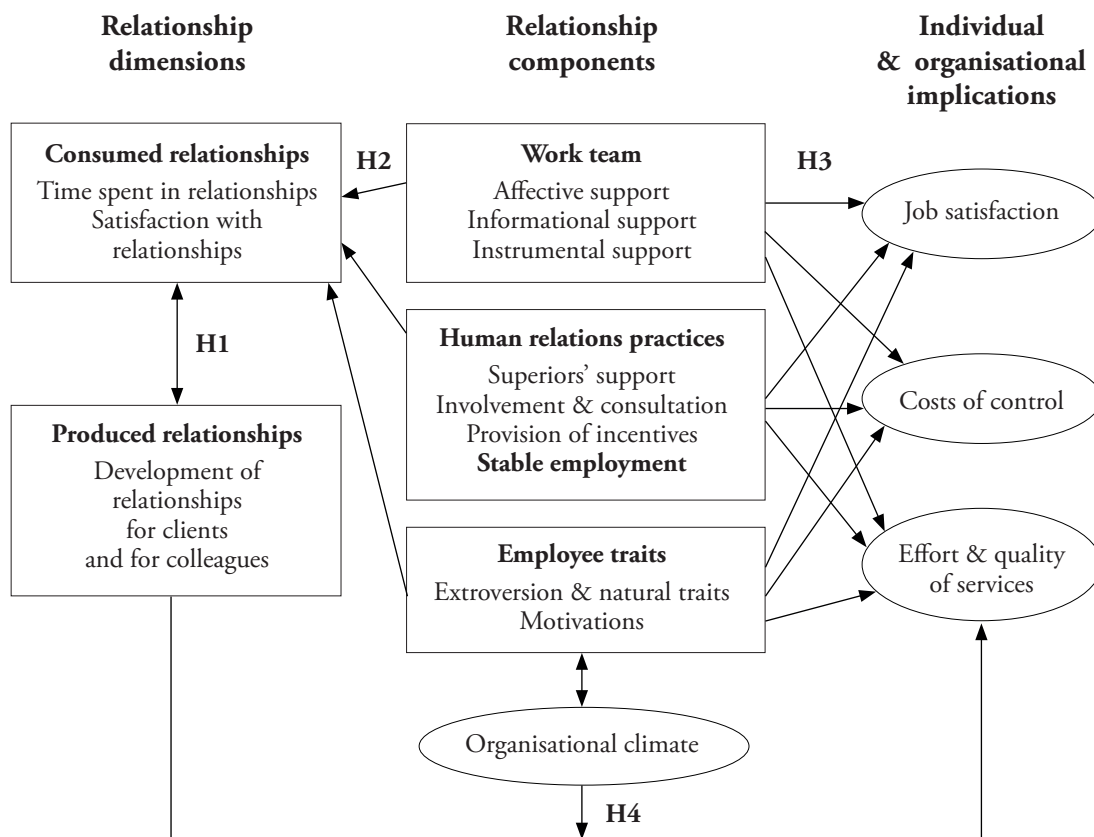 Relationship
dimensions
Relationship
components
Individual
& organisational
implications
Consumed relationships
Time spent in relationships
Satisfaction with
relationships
H2
Work team
Affective support
Informational support
Instrumental support
H3
Job satisfaction
H1
Human relations practices
Superiors’ support
Involvement & consultation
Provision of incentives
Stable employment
Costs of control
Produced relationships
Development of
relationships
for clients
and for colleagues
Employee traits
Extroversion & natural traits
Motivations
Effort & quality
of services
Organisational climate
H4